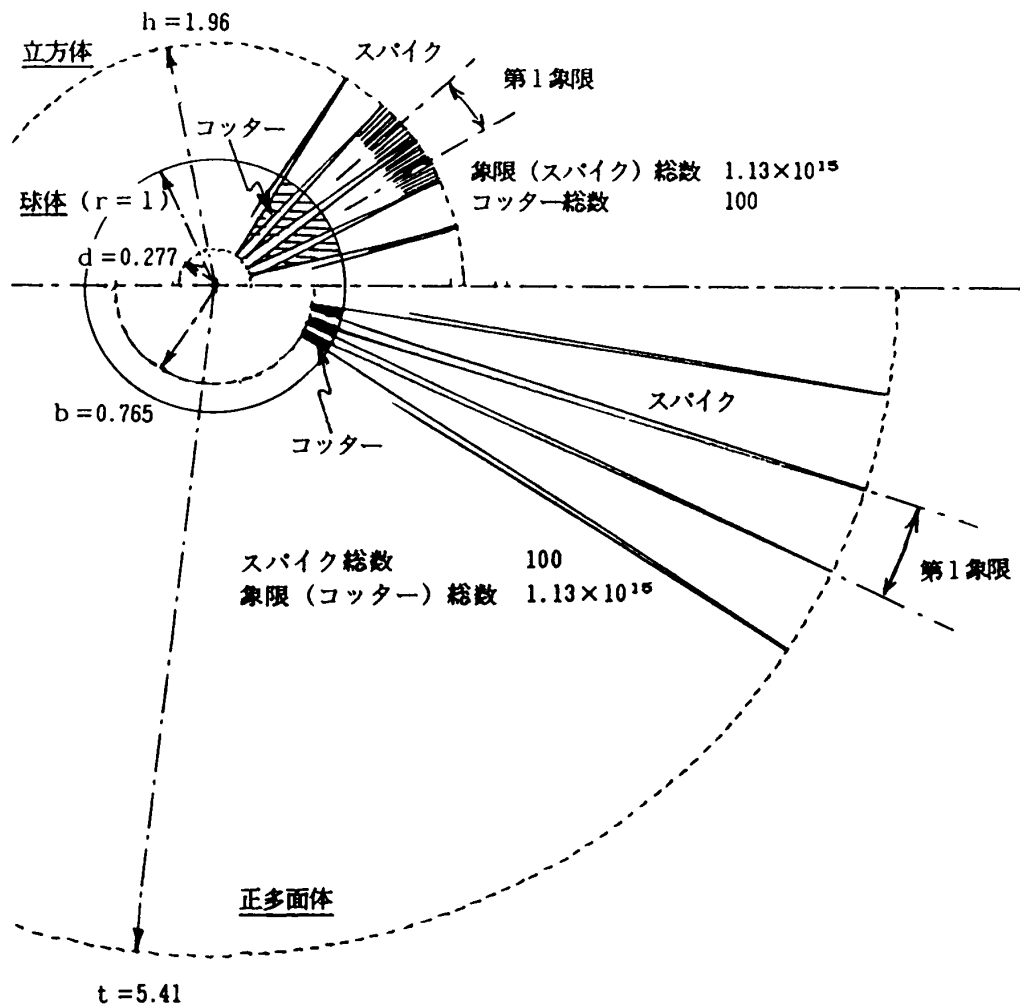 h=1.96
立方体
スパイク
第1象限
コッター
象限（スパイク）総数 1.13×10¹⁵
コッター総数 100
球体（r=1）
d=0.277
b=0.765
スパイク
コッター
スパイク総数 100
象限（コッター）総数 1.13×10¹⁵
第1象限
正多面体
t=5.41